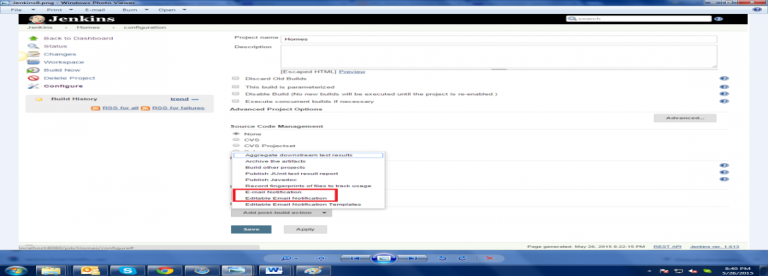 Jenkins8.png - Windows Photo Viewer
File Print E-mail Burn Open
Jenkins
search
Jenkins Homes configuration
Back to Dashboard
Status
Changes
Workspace
Build Now
Delete Project
Configure
Build History trend
RSS for all RSS for failures
Project name Homes
Description
[Escaped HTML] Preview
Discard Old Builds
This build is parameterized
Disable Build (No new builds will be executed until the project is re-enabled.)
Execute concurrent builds if necessary
Advanced Project Options
Advanced...
Source Code Management
None
CVS
CVS Projectset
Aggregate downstream test results
Archive the artifacts
Build other projects
Publish JUnit test result report
Publish Javadoc
Record fingerprints of files to track usage
E-mail Notification
Editable Email Notification
Editable Email Notification Templates
Add post-build action
Save Apply
Page generated: May 26, 2015 6:22:15 PM REST API Jenkins ver. 1.613
6:40 PM
5/26/2015